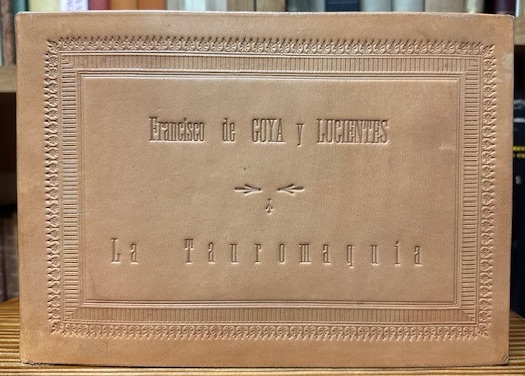 Francisco de GOYA y LUCIENTES
La Tauromaquia